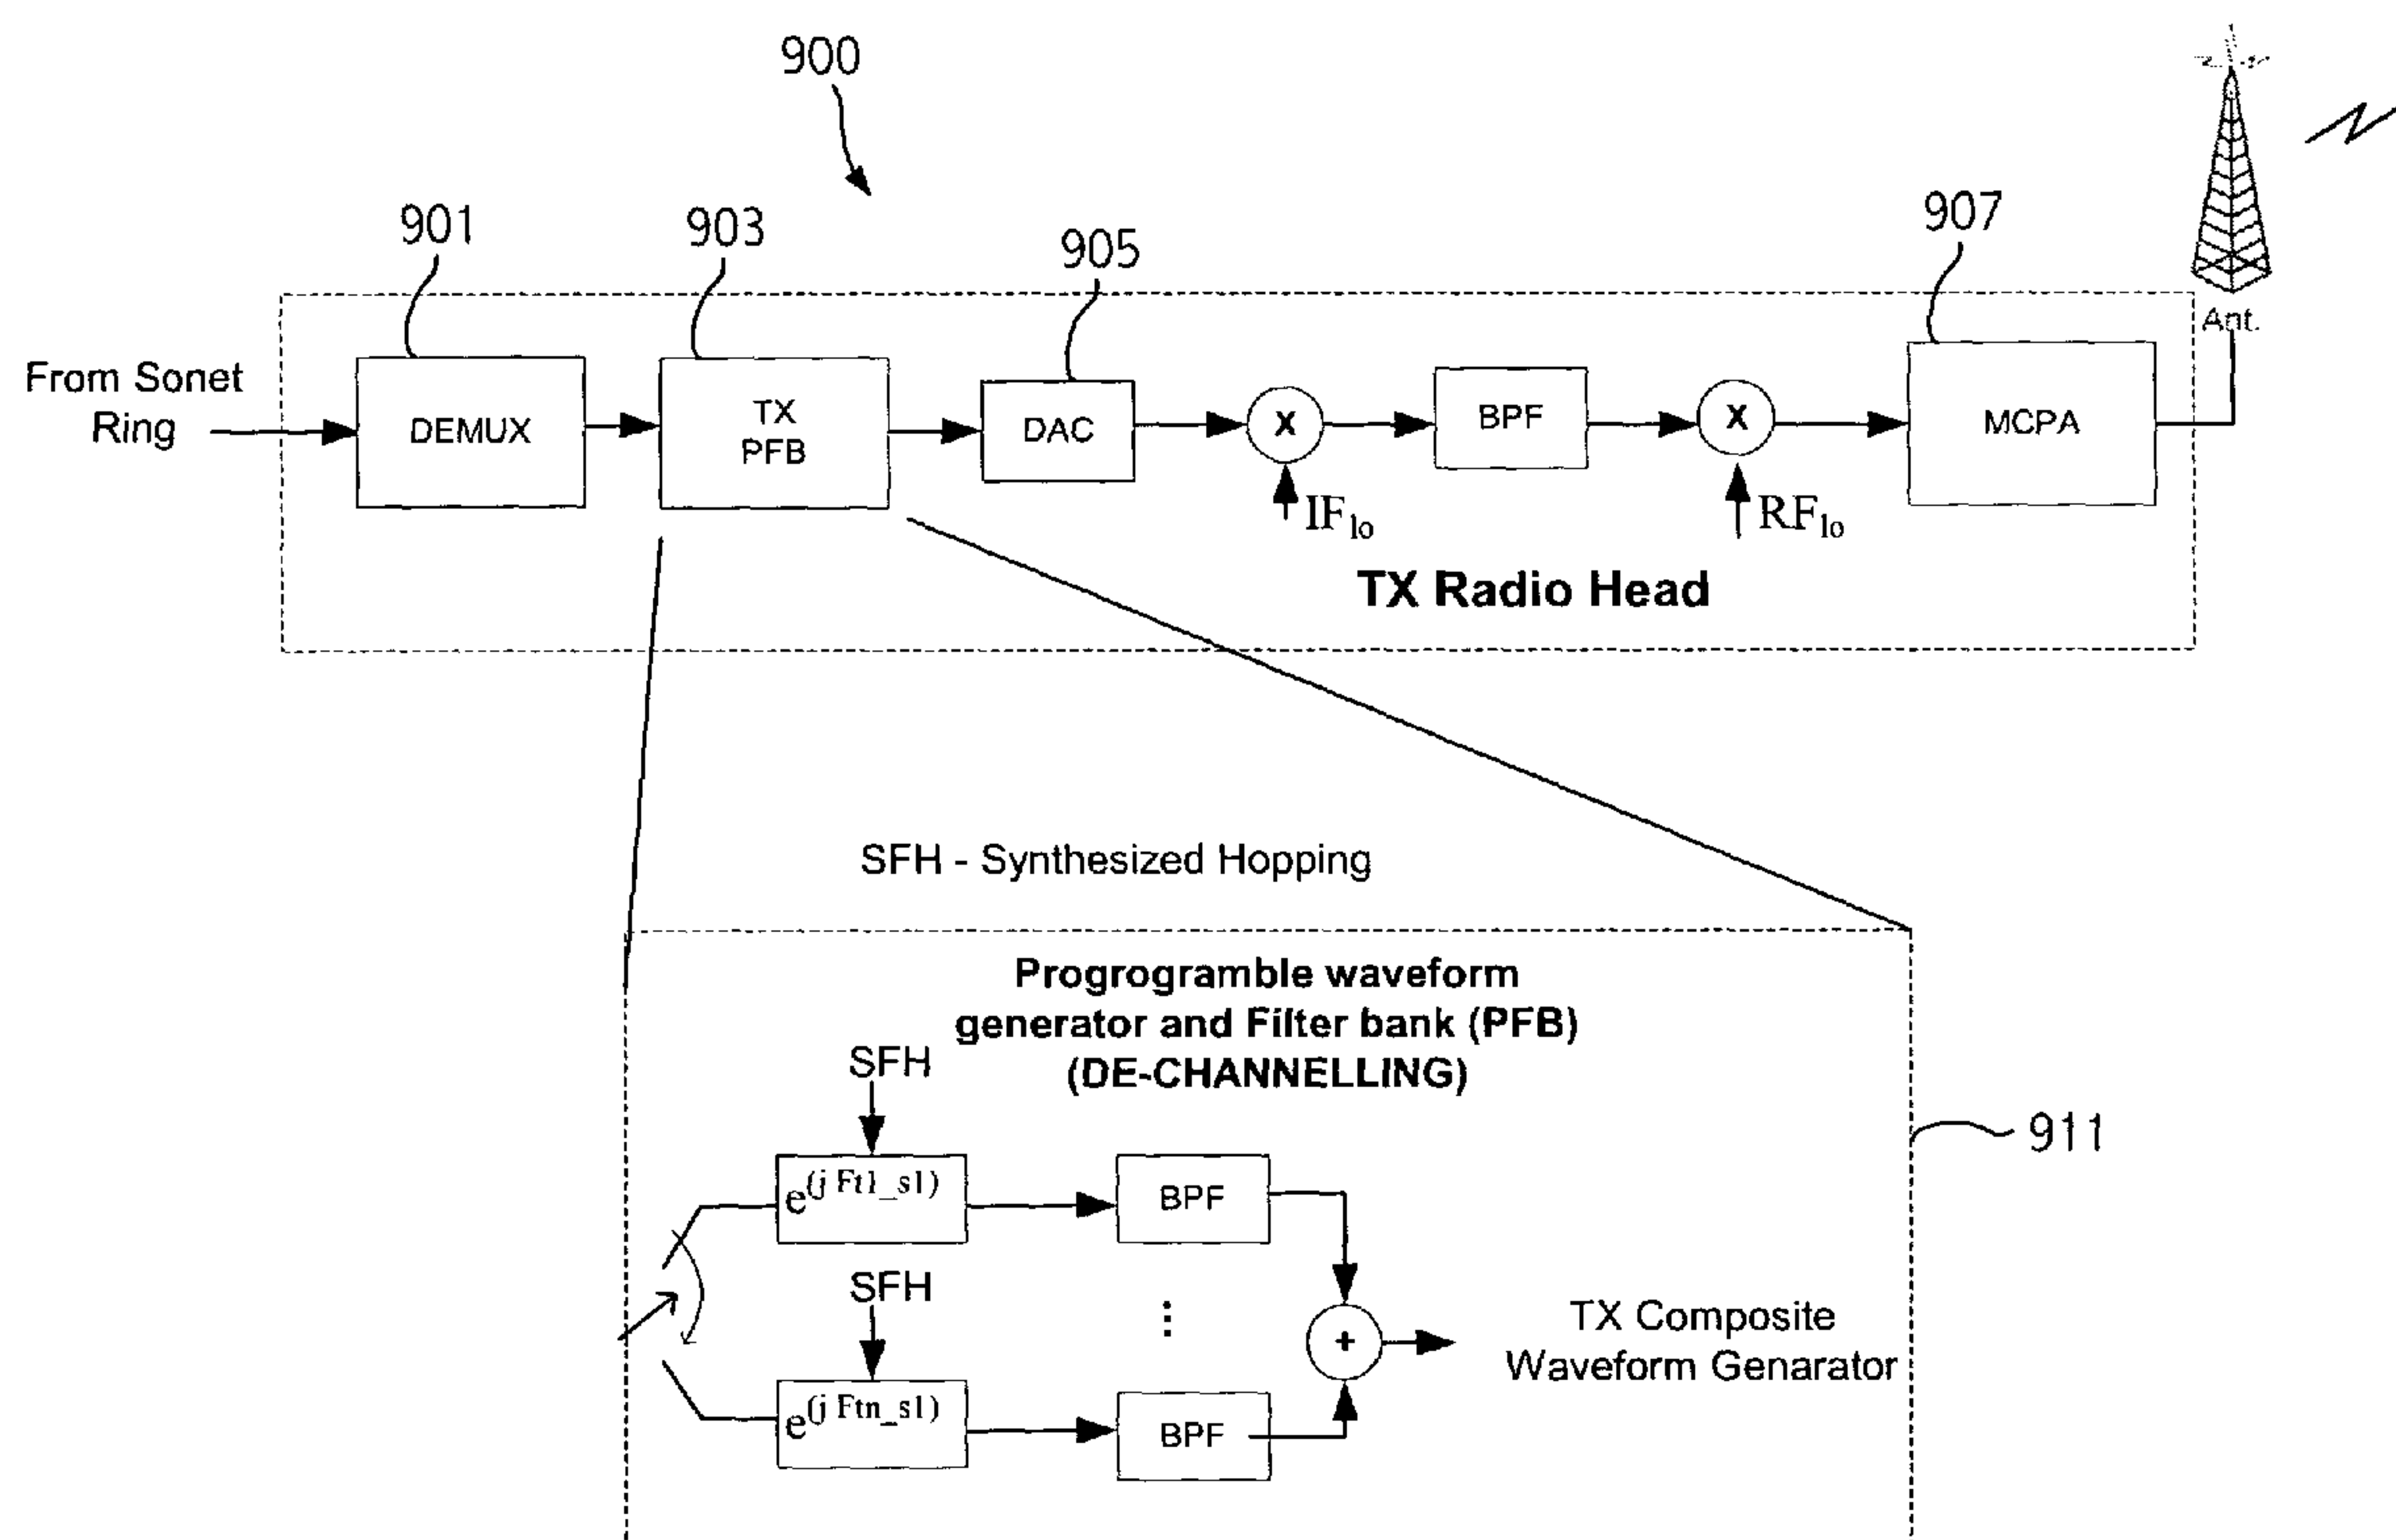 900
901
903
905
907
Ant.
From Sonet
Ring
DEMUX
TX
PFB
DAC
X
BPF
X
MCPA
IFlo
RFlo
TX Radio Head
SFH - Synthesized Hopping
Progrogramble waveform
generator and Filter bank (PFB)
(DE-CHANNELLING)
SFH
911
e(j Ft1_s1)
BPF
SFH
⋮
+
TX Composite
Waveform Genarator
e(j Ftn_s1)
BPF